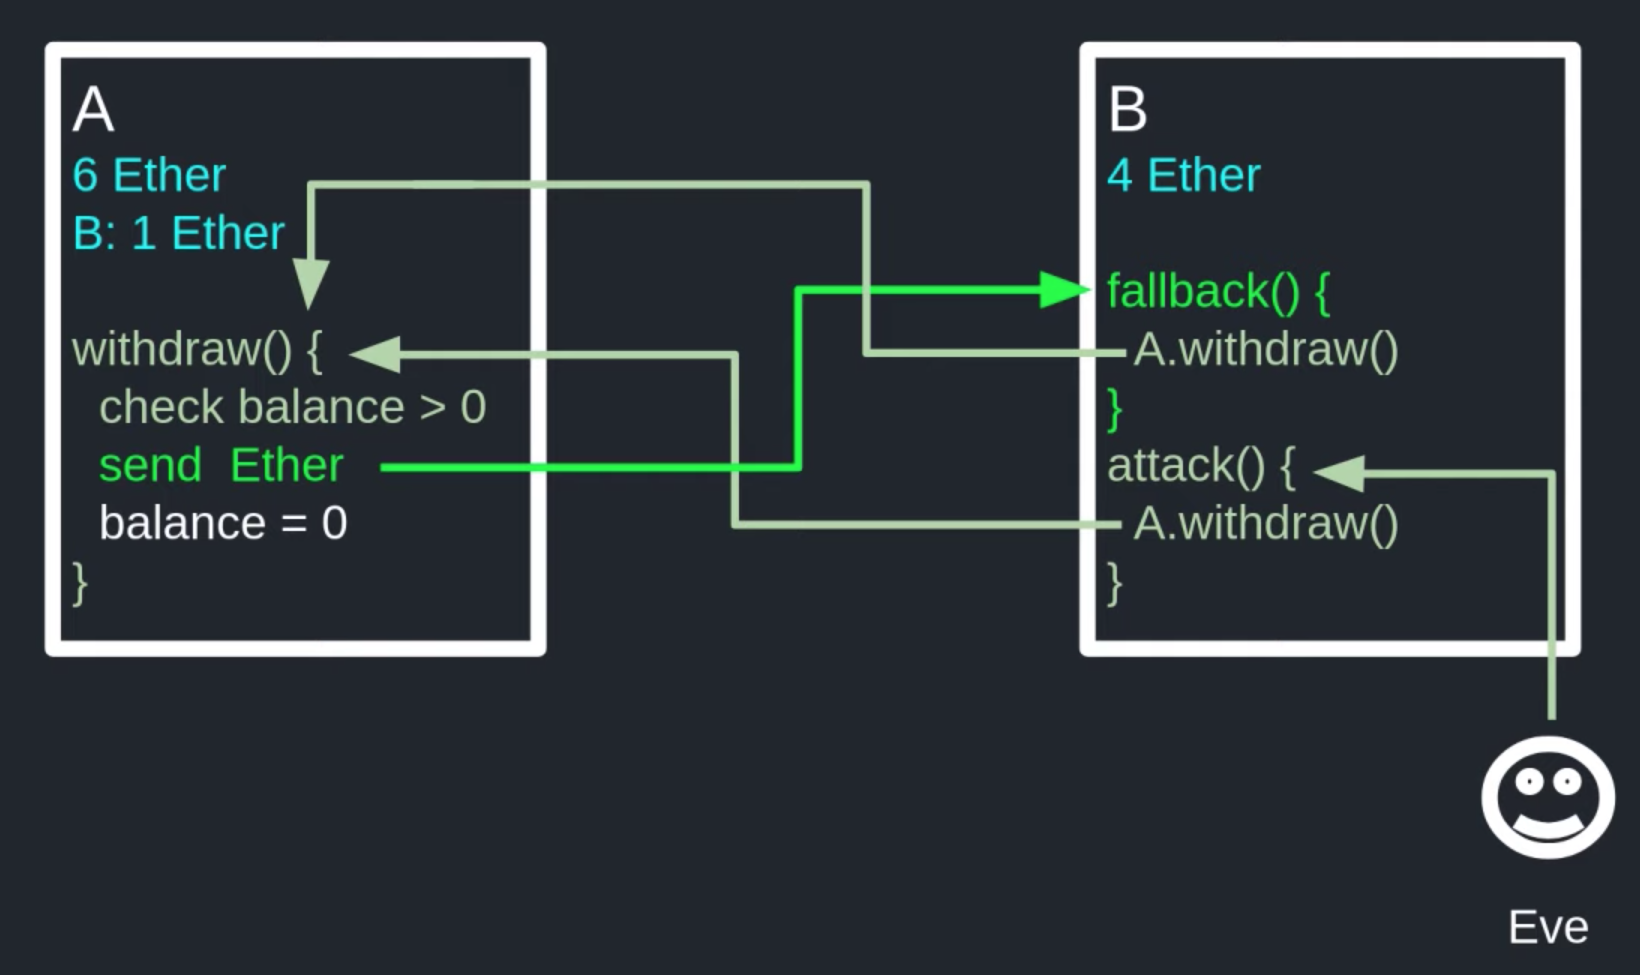 A
6 Ether
B: 1 Ether
withdraw() {
check balance > 0
send Ether
balance = 0
}
B
4 Ether
fallback() {
A.withdraw()
}
attack() {
A.withdraw()
}
Eve